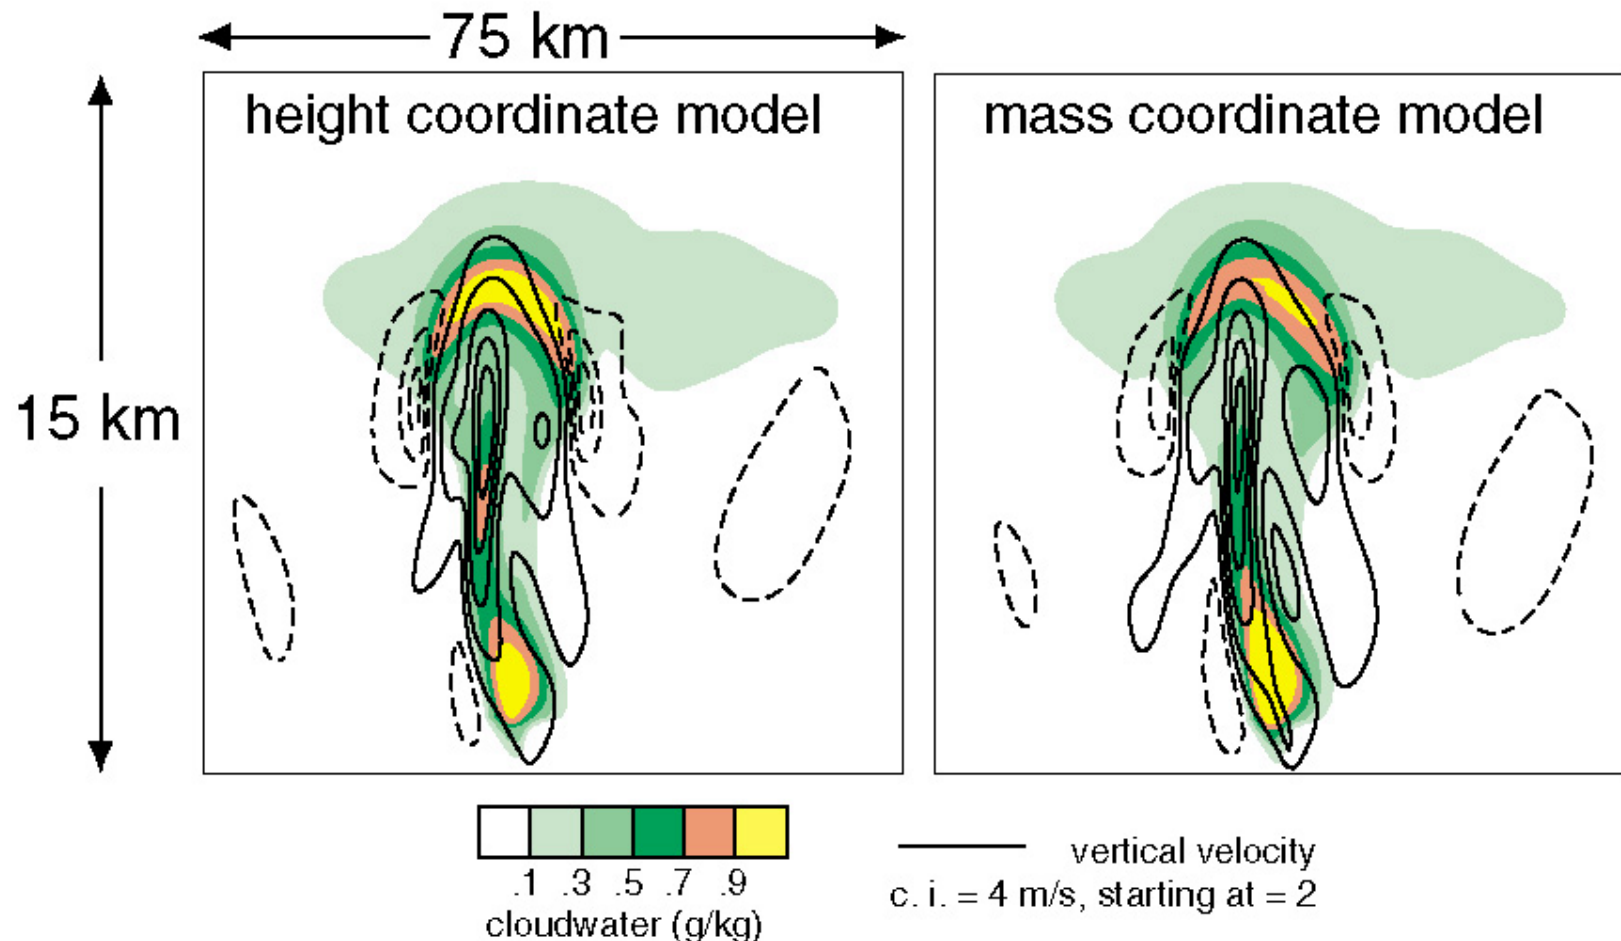 75 km
height coordinate model
mass coordinate model
15 km
.1 .3 .5 .7 .9
cloudwater (g/kg)
vertical velocity
c. i. = 4 m/s, starting at = 2